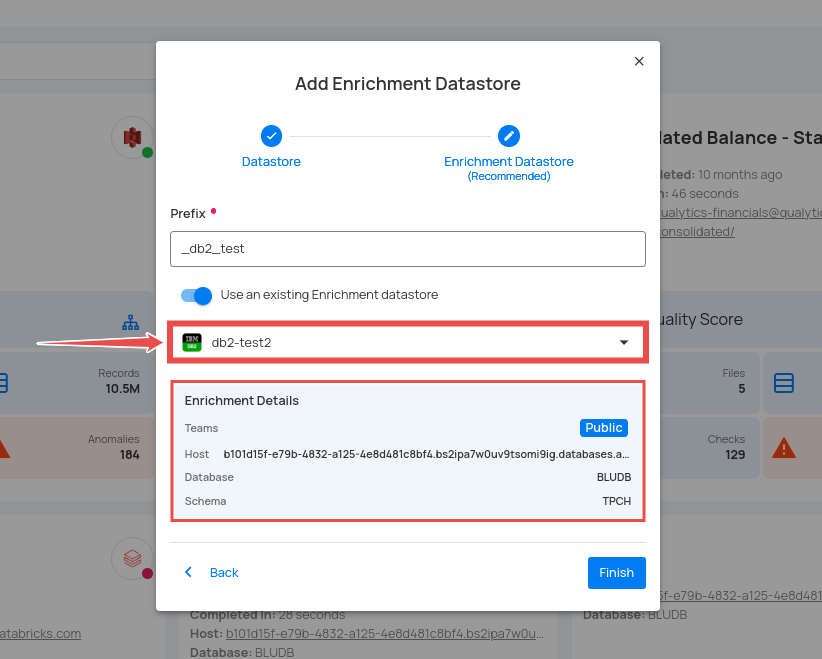 Add Enrichment Datastore
Datastore
Enrichment Datastore
(Recommended)
Prefix
_db2_test
Use an existing Enrichment datastore
IBM
DB2
db2-test2
Enrichment Details
Teams Public
Host b101d15f-e79b-4832-a125-4e8d481c8bf4.bs2ipa7w0uv9tsomi9ig.databases.a...
Database BLUDB
Schema TPCH
Back
Finish
lated Balance - Sta
leted: 10 months ago
n: 46 seconds
qualytics-financials@qualytic
consolidated/
uality Score
Records
10.5M
Files
5
Anomalies
184
Checks
129
atabricks.com
Completed In: 28 seconds
Host: b101d15f-e79b-4832-a125-4e8d481c8bf4.bs2ipa7w0u...
Database: BLUDB
5f-e79b-4832-a125-4e8d481
Database: BLUDB